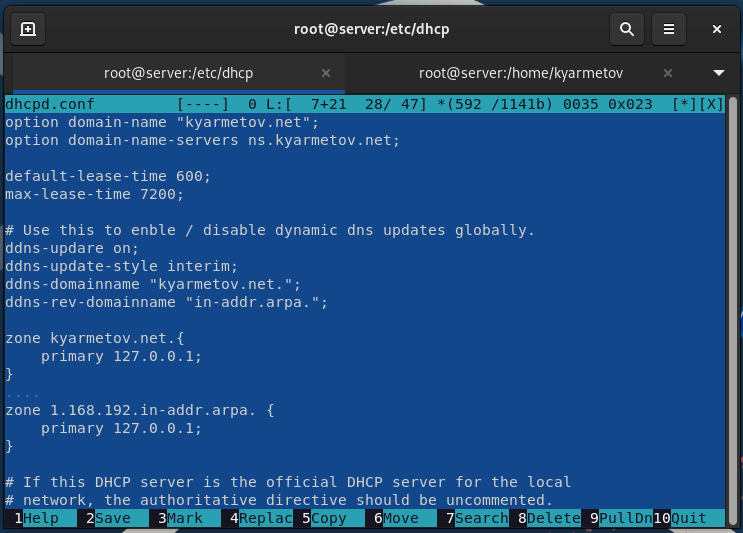 root@server:/etc/dhcp
root@server:/etc/dhcp × root@server:/home/kyarmetov ×
dhcpd.conf [----] 0 L:[ 7+21 28/ 47] *(592 /1141b) 0035 0x023 [*][X]
option domain-name "kyarmetov.net";
option domain-name-servers ns.kyarmetov.net;
default-lease-time 600;
max-lease-time 7200;
# Use this to enble / disable dynamic dns updates globally.
ddns-updare on;
ddns-update-style interim;
ddns-domainname "kyarmetov.net.";
ddns-rev-domainname "in-addr.arpa.";
zone kyarmetov.net.{
    primary 127.0.0.1;
}
....
zone 1.168.192.in-addr.arpa. {
    primary 127.0.0.1;
}
# If this DHCP server is the official DHCP server for the local
# network, the authoritative directive should be uncommented.
1Help 2Save 3Mark 4Replac 5Copy 6Move 7Search 8Delete 9PullDn 10Quit